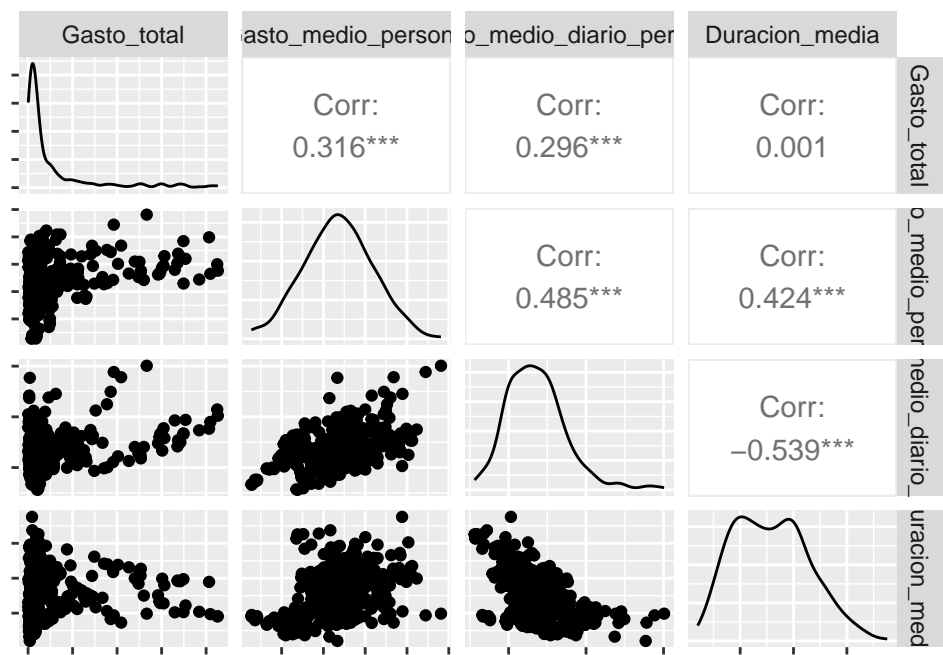 Gasto_total
asto_medio_person
o_medio_diario_per
Duracion_media
Corr:
0.316***
Corr:
0.296***
Corr:
0.001
Gasto_total
Corr:
0.485***
Corr:
0.424***
o_medio_per
Corr:
−0.539***
medio_diario_
uracion_med